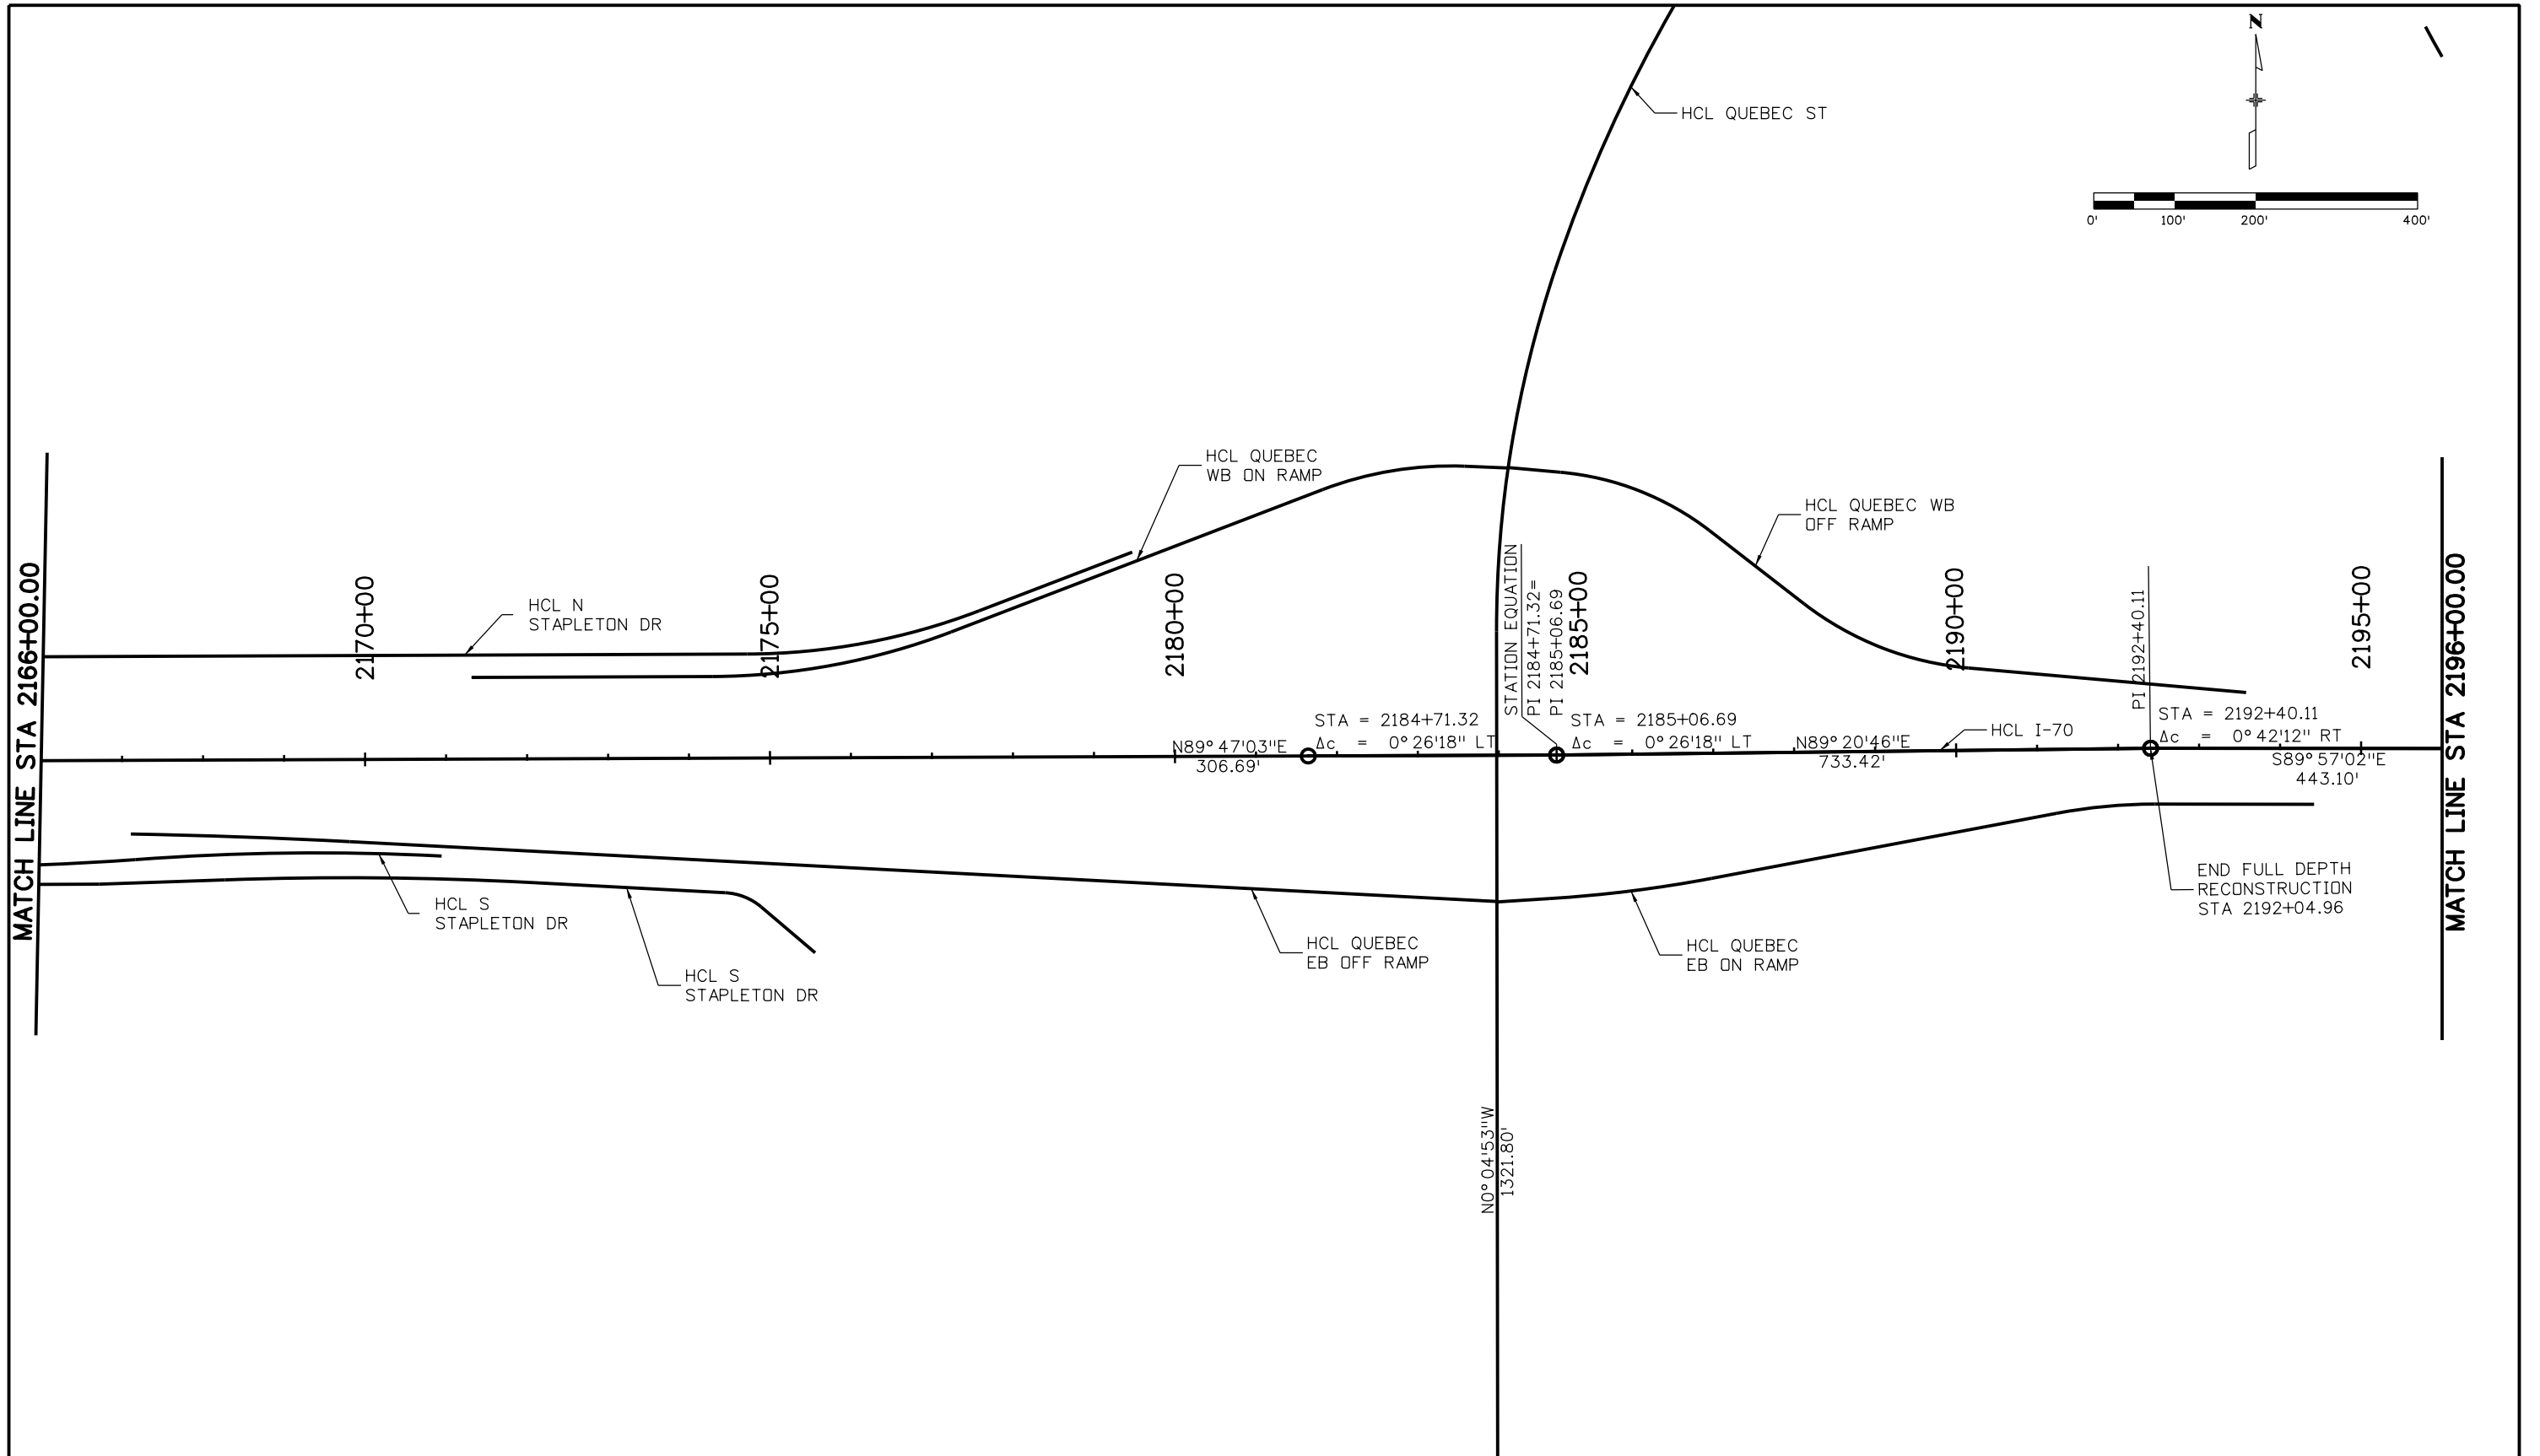 N
0' 100' 200' 400'
HCL QUEBEC ST
HCL QUEBEC
WB ON RAMP
HCL QUEBEC WB
OFF RAMP
HCL N
STAPLETON DR
MATCH LINE STA 2166+00.00
2170+00
2175+00
2180+00
STATION EQUATION
PI 2184+71.32=
PI 2185+06.69
2185+00
2190+00
PI 2192+40.11
2195+00
MATCH LINE STA 2196+00.00
STA = 2184+71.32
Δc = 0°26'18" LT
STA = 2185+06.69
Δc = 0°26'18" LT
STA = 2192+40.11
Δc = 0°42'12" RT
N89°47'03"E
306.69'
N89°20'46"E
733.42'
HCL I-70
S89°57'02"E
443.10'
HCL S
STAPLETON DR
HCL S
STAPLETON DR
HCL QUEBEC
EB OFF RAMP
HCL QUEBEC
EB ON RAMP
END FULL DEPTH
RECONSTRUCTION
STA 2192+04.96
N0°04'53"W
1321.80'